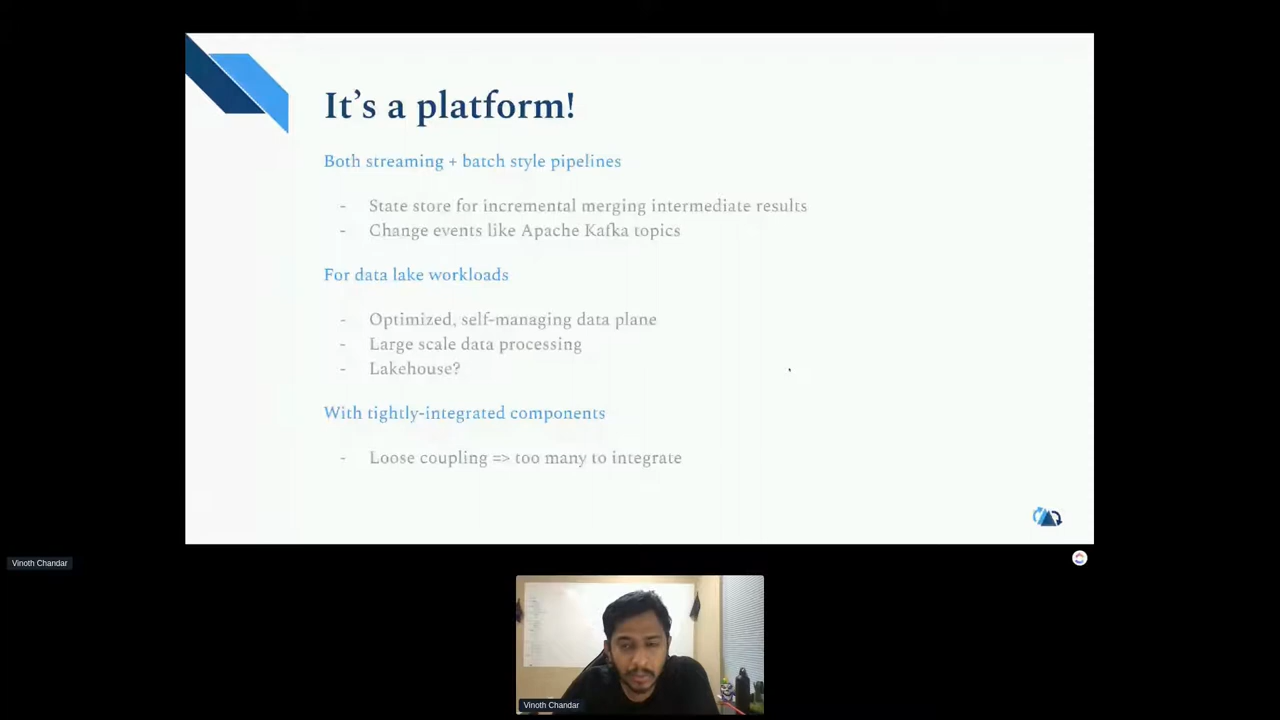 It's a platform!
Both streaming + batch style pipelines
- State store for incremental merging intermediate results
- Change events like Apache Kafka topics
For data lake workloads
- Optimized, self-managing data plane
- Large scale data processing
- Lakehouse?
With tightly-integrated components
- Loose coupling => too many to integrate
Vinoth Chandar
Vinoth Chandar